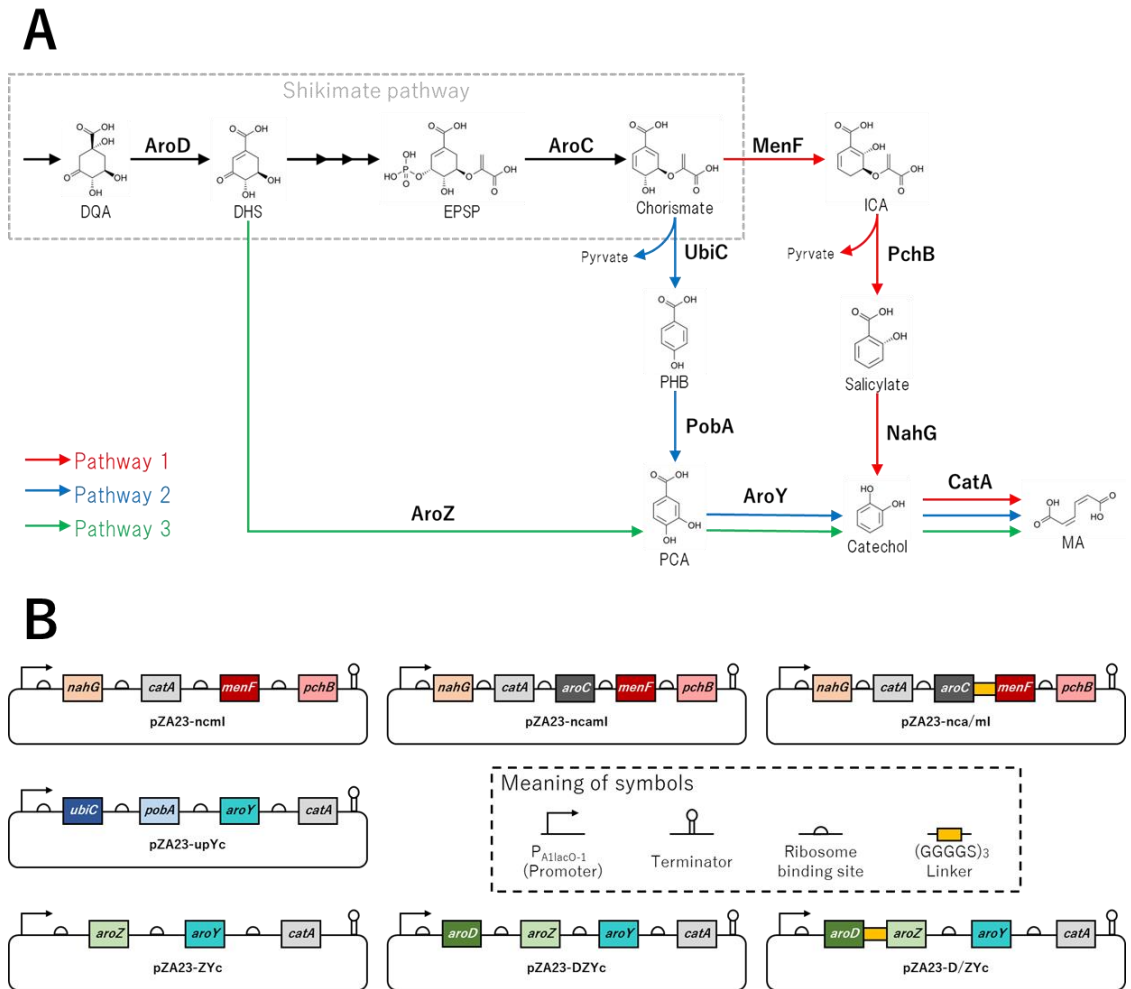 A
Shikimate pathway
AroD
AroC
MenF
DQA
DHS
EPSP
Chorismate
ICA
Pyrvate
UbiC
Pyrvate
PchB
PHB
Salicylate
PobA
NahG
Pathway 1
Pathway 2
Pathway 3
AroZ
AroY
CatA
PCA
Catechol
MA
B
nahG catA menF pchB
pZA23-ncmI
nahG catA aroC menF pchB
pZA23-ncamI
nahG catA aroC menF pchB
pZA23-nca/mI
ubiC pobA aroY catA
pZA23-upYc
Meaning of symbols
PA1lacO-1
(Promoter)
Terminator
Ribosome
binding site
(GGGGS)3
Linker
aroZ aroY catA
pZA23-ZYc
aroD aroZ aroY catA
pZA23-DZYc
aroD aroZ aroY catA
pZA23-D/ZYc